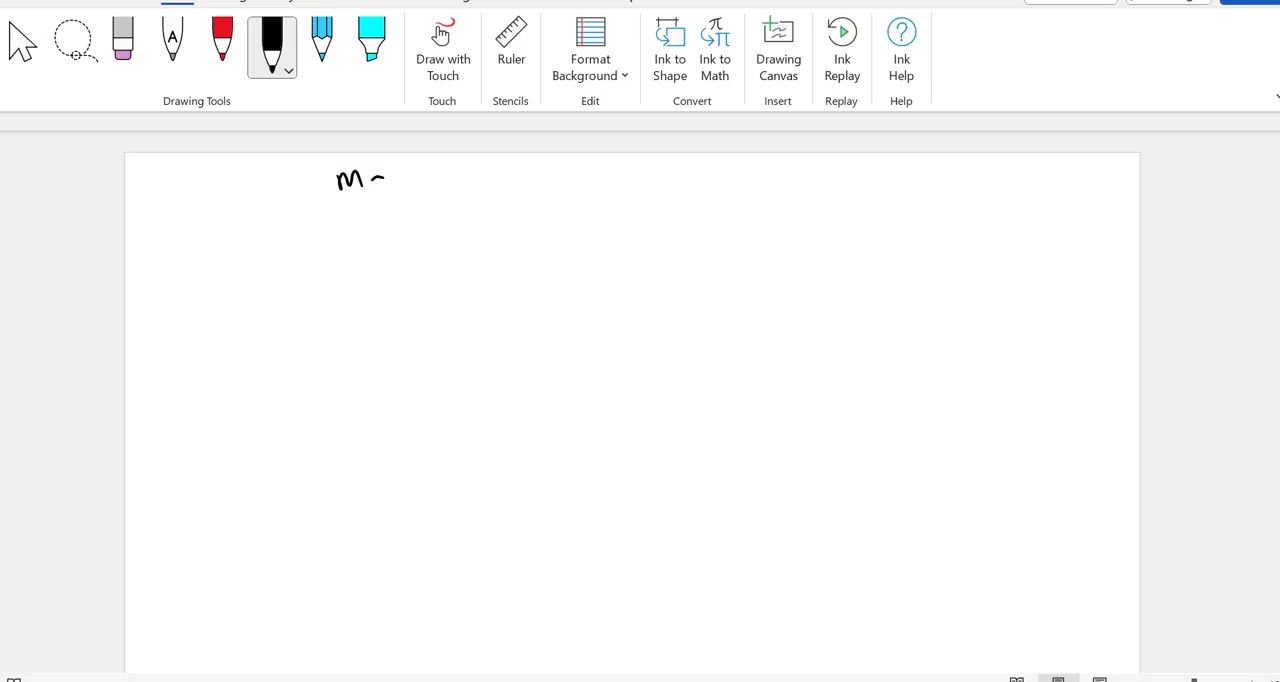 Draw with Touch
Ruler
Format Background
Ink to Shape
Ink to Math
Drawing Canvas
Ink Replay
Ink Help
Drawing Tools
Touch
Stencils
Edit
Convert
Insert
Replay
Help
m -